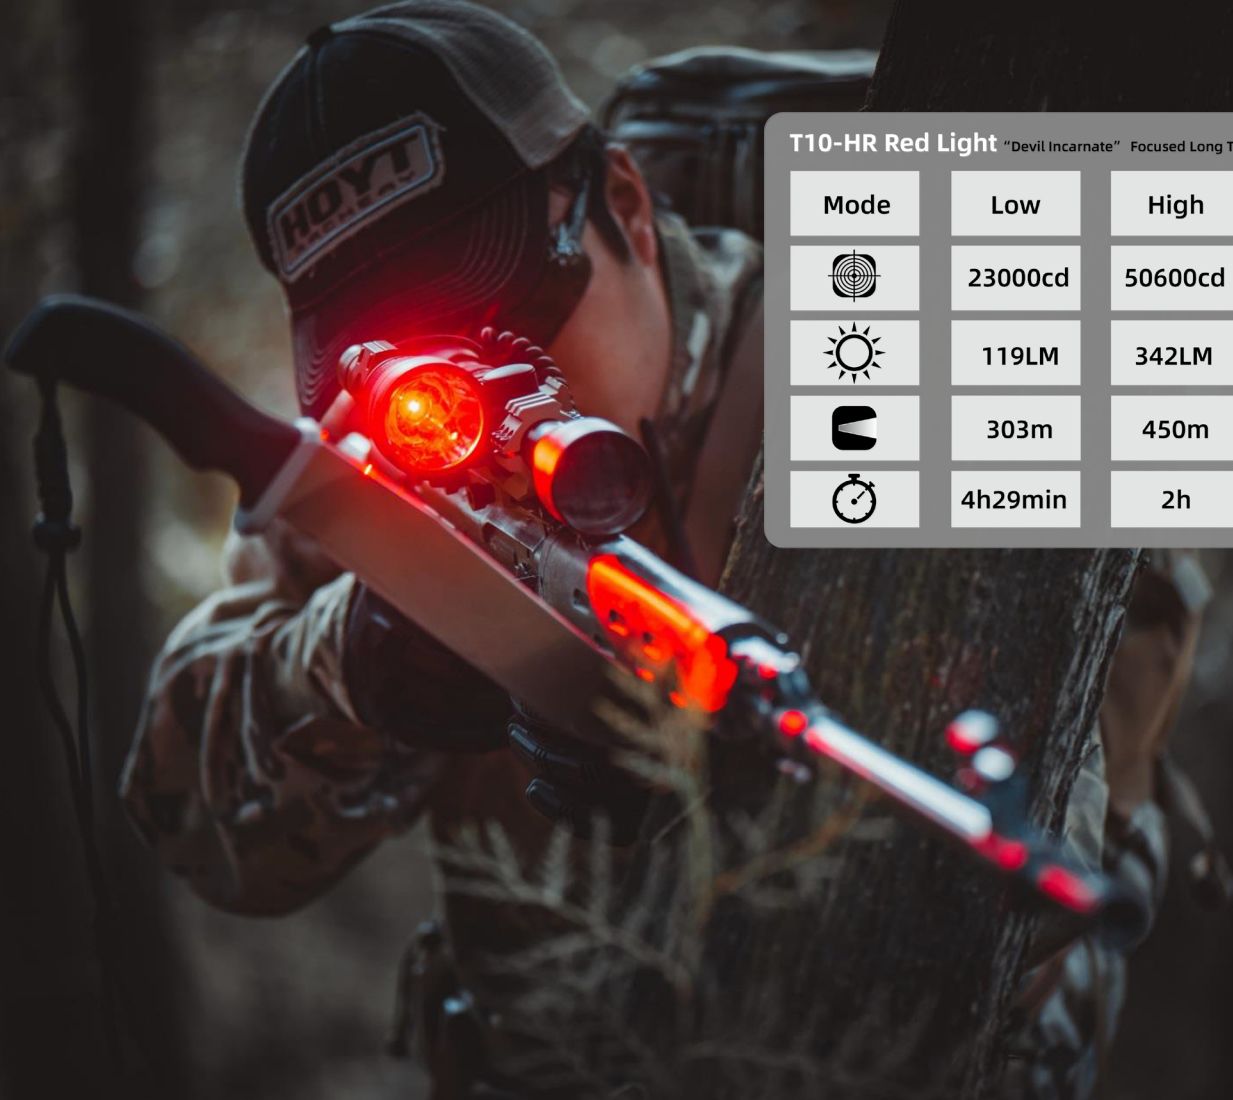 HOYT
ARCHERY
T10-HR Red Light “Devil Incarnate” Focused Long T
Mode Low High
23000cd 50600cd
119LM 342LM
303m 450m
4h29min 2h